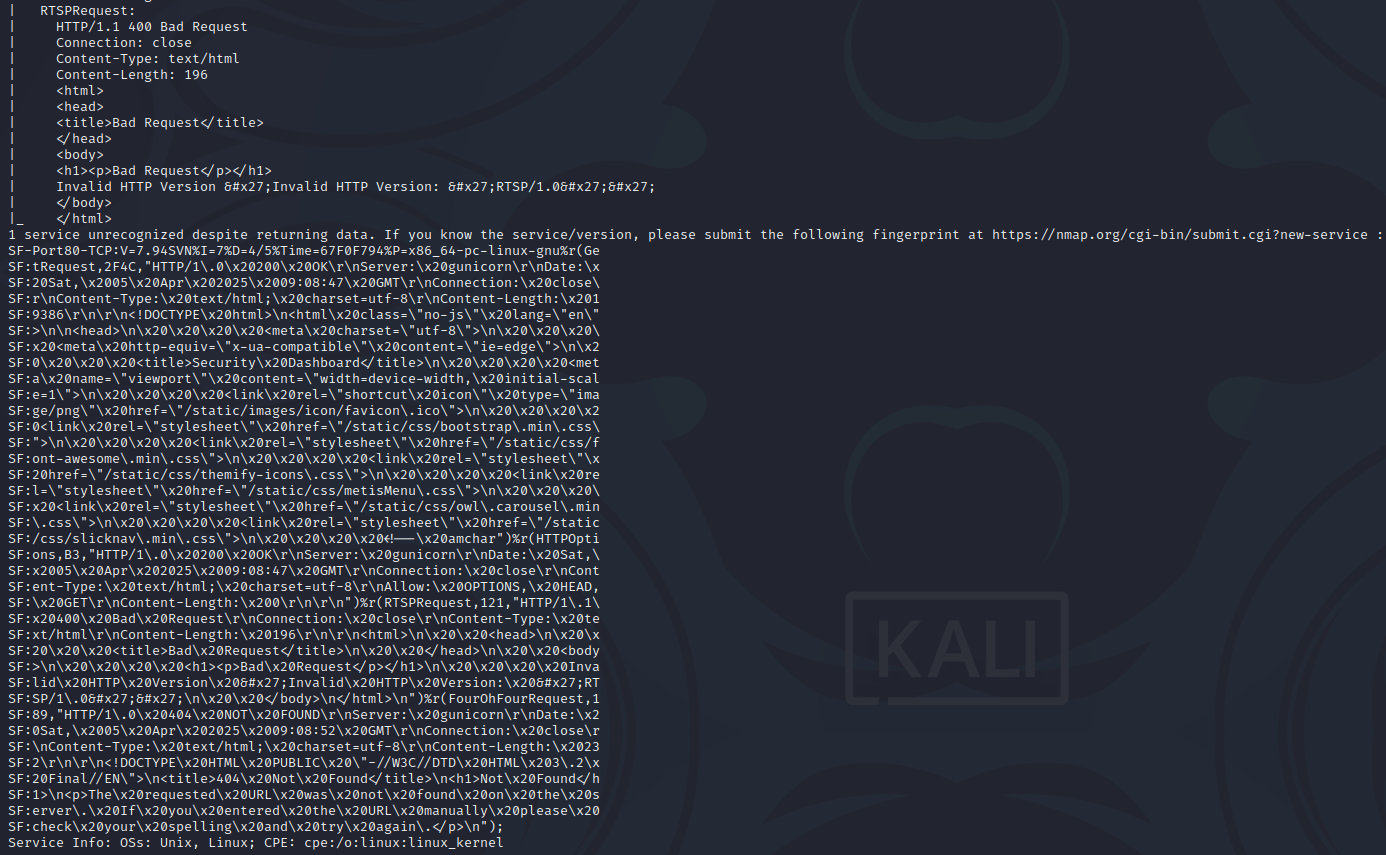 |   RTSPRequest:
|     HTTP/1.1 400 Bad Request
|     Connection: close
|     Content-Type: text/html
|     Content-Length: 196
|     <html>
|     <head>
|     <title>Bad Request</title>
|     </head>
|     <body>
|     <h1><p>Bad Request</p></h1>
|     Invalid HTTP Version &#x27;Invalid HTTP Version: &#x27;RTSP/1.0&#x27;&#x27;
|     </body>
|_    </html>
1 service unrecognized despite returning data. If you know the service/version, please submit the following fingerprint at https://nmap.org/cgi-bin/submit.cgi?new-service :
SF-Port80-TCP:V=7.94SVN%I=7%D=4/5%Time=67F0F794%P=x86_64-pc-linux-gnu%r(Ge
SF:tRequest,2F4C,"HTTP/1\.0\x20200\x20OK\r\nServer:\x20gunicorn\r\nDate:\x
SF:20Sat,\x2005\x20Apr\x202025\x2009:08:47\x20GMT\r\nConnection:\x20close\
SF:r\nContent-Type:\x20text/html;\x20charset=utf-8\r\nContent-Length:\x201
SF:9386\r\n\r\n<!DOCTYPE\x20html>\n<html\x20class=\"no-js\"\x20lang=\"en\"
SF:>\n\n<head>\n\x20\x20\x20\x20<meta\x20charset=\"utf-8\">\n\x20\x20\x20\
SF:x20<meta\x20http-equiv=\"x-ua-compatible\"\x20content=\"ie=edge\">\n\x2
SF:0\x20\x20\x20<title>Security\x20Dashboard</title>\n\x20\x20\x20\x20<met
SF:a\x20name=\"viewport\"\x20content=\"width=device-width,\x20initial-scal
SF:e=1\">\n\x20\x20\x20\x20<link\x20rel=\"shortcut\x20icon\"\x20type=\"ima
SF:ge/png\"\x20href=\"/static/images/icon/favicon\.ico\">\n\x20\x20\x20\x2
SF:0<link\x20rel=\"stylesheet\"\x20href=\"/static/css/bootstrap\.min\.css\
SF:">\n\x20\x20\x20\x20<link\x20rel=\"stylesheet\"\x20href=\"/static/css/f
SF:ont-awesome\.min\.css\">\n\x20\x20\x20\x20<link\x20rel=\"stylesheet\"\x
SF:20href=\"/static/css/themify-icons\.css\">\n\x20\x20\x20\x20<link\x20re
SF:l=\"stylesheet\"\x20href=\"/static/css/metisMenu\.css\">\n\x20\x20\x20\
SF:x20<link\x20rel=\"stylesheet\"\x20href=\"/static/css/owl\.carousel\.min
SF:\.css\">\n\x20\x20\x20\x20<link\x20rel=\"stylesheet\"\x20href=\"/static
SF:/css/slicknav\.min\.css\">\n\x20\x20\x20\x20<!--\x20amchar")%r(HTTPOpti
SF:ons,B3,"HTTP/1\.0\x20200\x20OK\r\nServer:\x20gunicorn\r\nDate:\x20Sat,\
SF:x2005\x20Apr\x202025\x2009:08:47\x20GMT\r\nConnection:\x20close\r\nCont
SF:ent-Type:\x20text/html;\x20charset=utf-8\r\nAllow:\x20OPTIONS,\x20HEAD,
SF:\x20GET\r\nContent-Length:\x200\r\n\r\n")%r(RTSPRequest,121,"HTTP/1\.1\
SF:x20400\x20Bad\x20Request\r\nConnection:\x20close\r\nContent-Type:\x20te
SF:xt/html\r\nContent-Length:\x20196\r\n\r\n<html>\n\x20\x20<head>\n\x20\x
SF:20\x20\x20<title>Bad\x20Request</title>\n\x20\x20</head>\n\x20\x20<body
SF:>\n\x20\x20\x20\x20<h1><p>Bad\x20Request</p></h1>\n\x20\x20\x20\x20Inva
SF:lid\x20HTTP\x20Version\x20&#x27;Invalid\x20HTTP\x20Version:\x20&#x27;RT
SF:SP/1\.0&#x27;&#x27;\n\x20\x20</body>\n</html>\n")%r(FourOhFourRequest,1
SF:89,"HTTP/1\.0\x20404\x20NOT\x20FOUND\r\nServer:\x20gunicorn\r\nDate:\x2
SF:0Sat,\x2005\x20Apr\x202025\x2009:08:52\x20GMT\r\nConnection:\x20close\r
SF:\nContent-Type:\x20text/html;\x20charset=utf-8\r\nContent-Length:\x2023
SF:2\r\n\r\n<!DOCTYPE\x20HTML\x20PUBLIC\x20\"-//W3C//DTD\x20HTML\x203\.2\x
SF:20Final//EN\">\n<title>404\x20Not\x20Found</title>\n<h1>Not\x20Found</h
SF:1>\n<p>The\x20requested\x20URL\x20was\x20not\x20found\x20on\x20the\x20s
SF:erver\.\x20If\x20you\x20entered\x20the\x20URL\x20manually\x20please\x20
SF:check\x20your\x20spelling\x20and\x20try\x20again\.</p>\n");
Service Info: OSs: Unix, Linux; CPE: cpe:/o:linux:linux_kernel
KALI